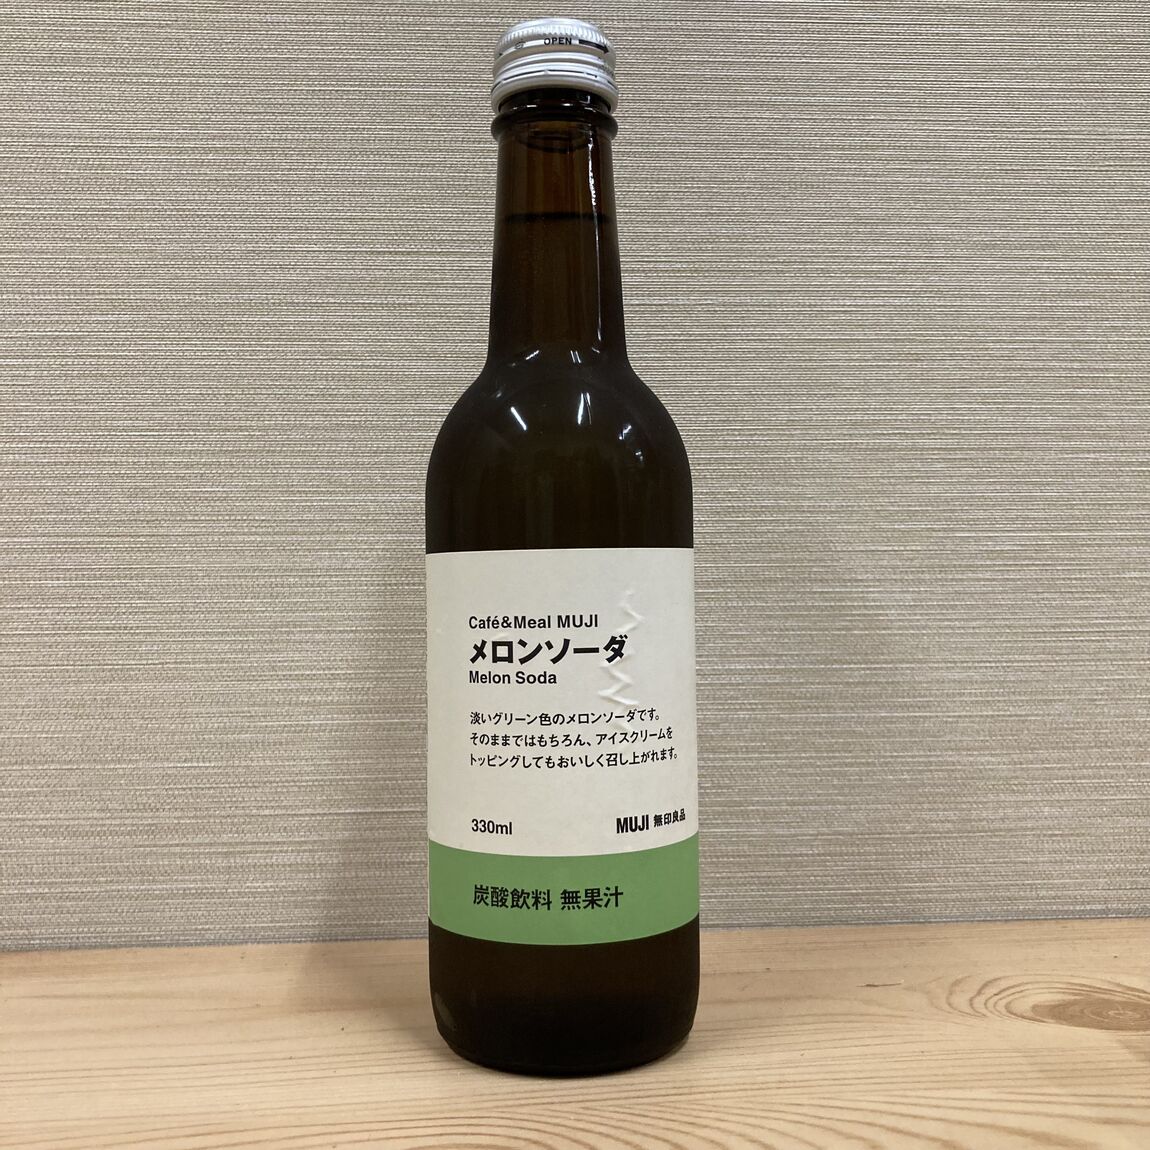 OPEN
Café&Meal MUJI
メロンソーダ
Melon Soda
淡いグリーン色のメロンソーダです。
そのままではもちろん、アイスクリームを
トッピングしてもおいしく召し上がれます。
330ml
MUJI 無印良品
炭酸飲料 無果汁